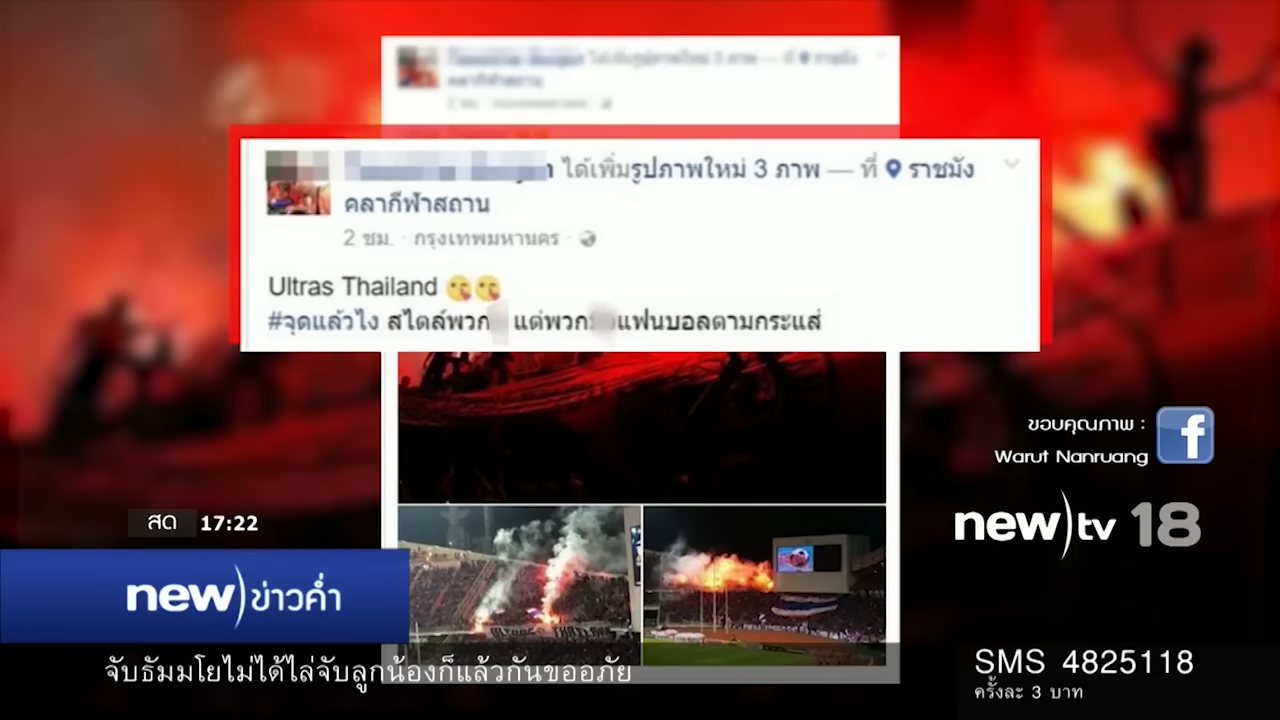 ได้เพิ่มรูปภาพใหม่ 3 ภาพ — ที่ ราชมัง
คลากีฬาสถาน
2 ชม. · กรุงเทพมหานคร ·
Ultras Thailand 😘😘
#จุดแล้วไง สไตล์พวก แต่พวก แฟนบอลตามกระแส่
ขอบคุณภาพ :
Warut Nanruang
f
new)tv 18
สด 17:22
new)ข่าวค่ำ
จับธัมมโยไม่ได้ไล่จับลูกน้องก็แล้วกันขออภัย
SMS 4825118
ครั้งละ 3 บาท